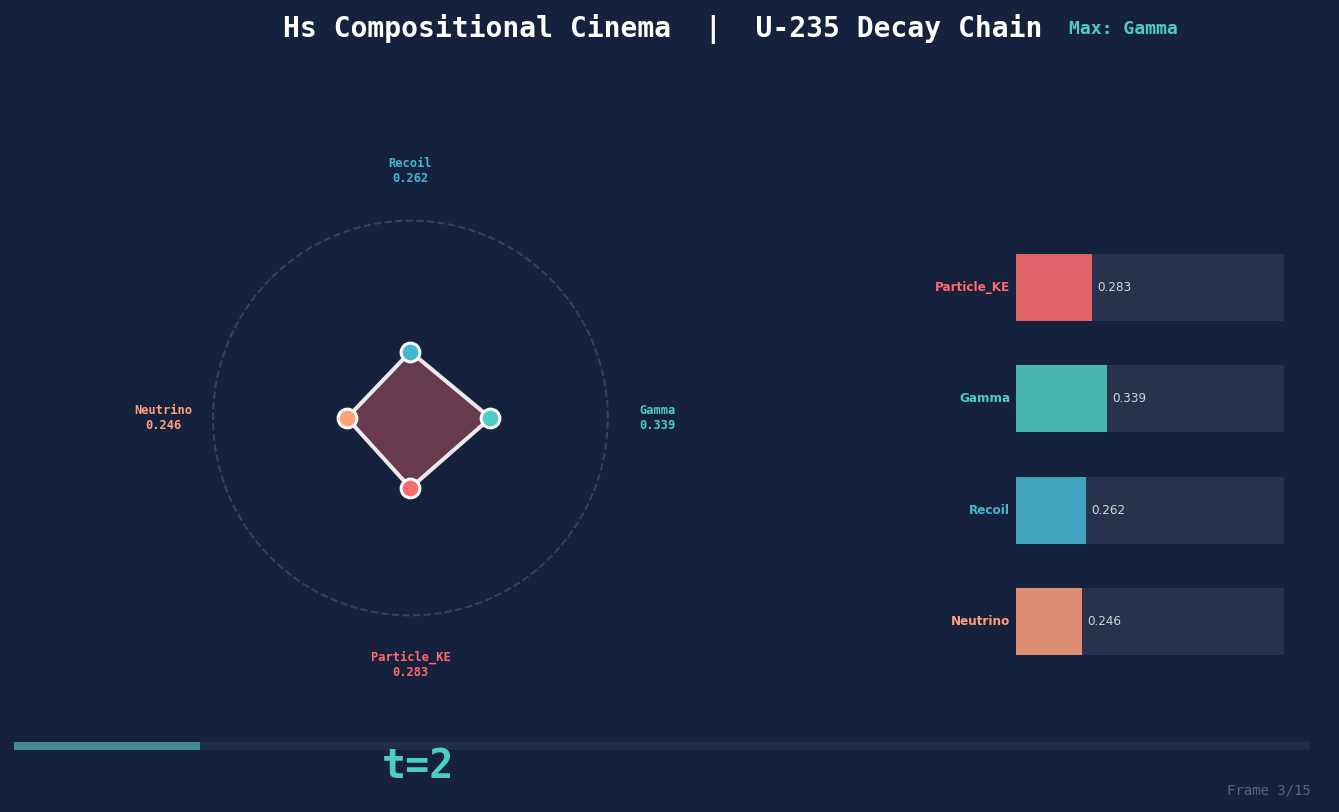 Hs Compositional Cinema  |  U-235 Decay Chain
Max: Gamma
Recoil
0.262
Neutrino
0.246
Gamma
0.339
Particle_KE
0.283
Particle_KE 0.283
Gamma 0.339
Recoil 0.262
Neutrino 0.246
t=2
Frame 3/15